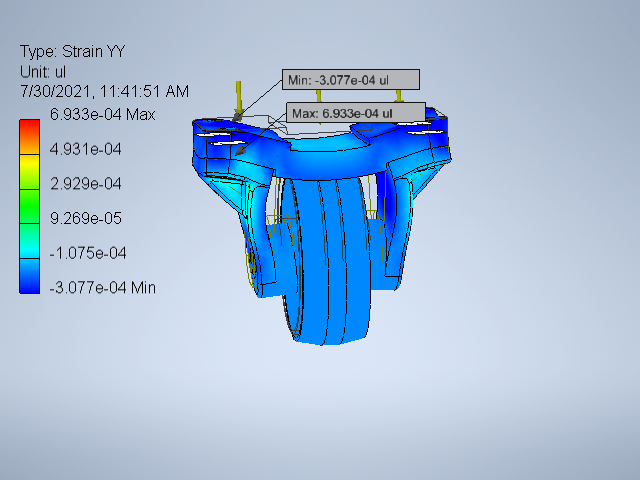 Type: Strain YY
Unit: ul
7/30/2021, 11:41:51 AM
6.933e-04 Max
4.931e-04
2.929e-04
9.269e-05
-1.075e-04
-3.077e-04 Min
Min: -3.077e-04 ul
Max: 6.933e-04 ul